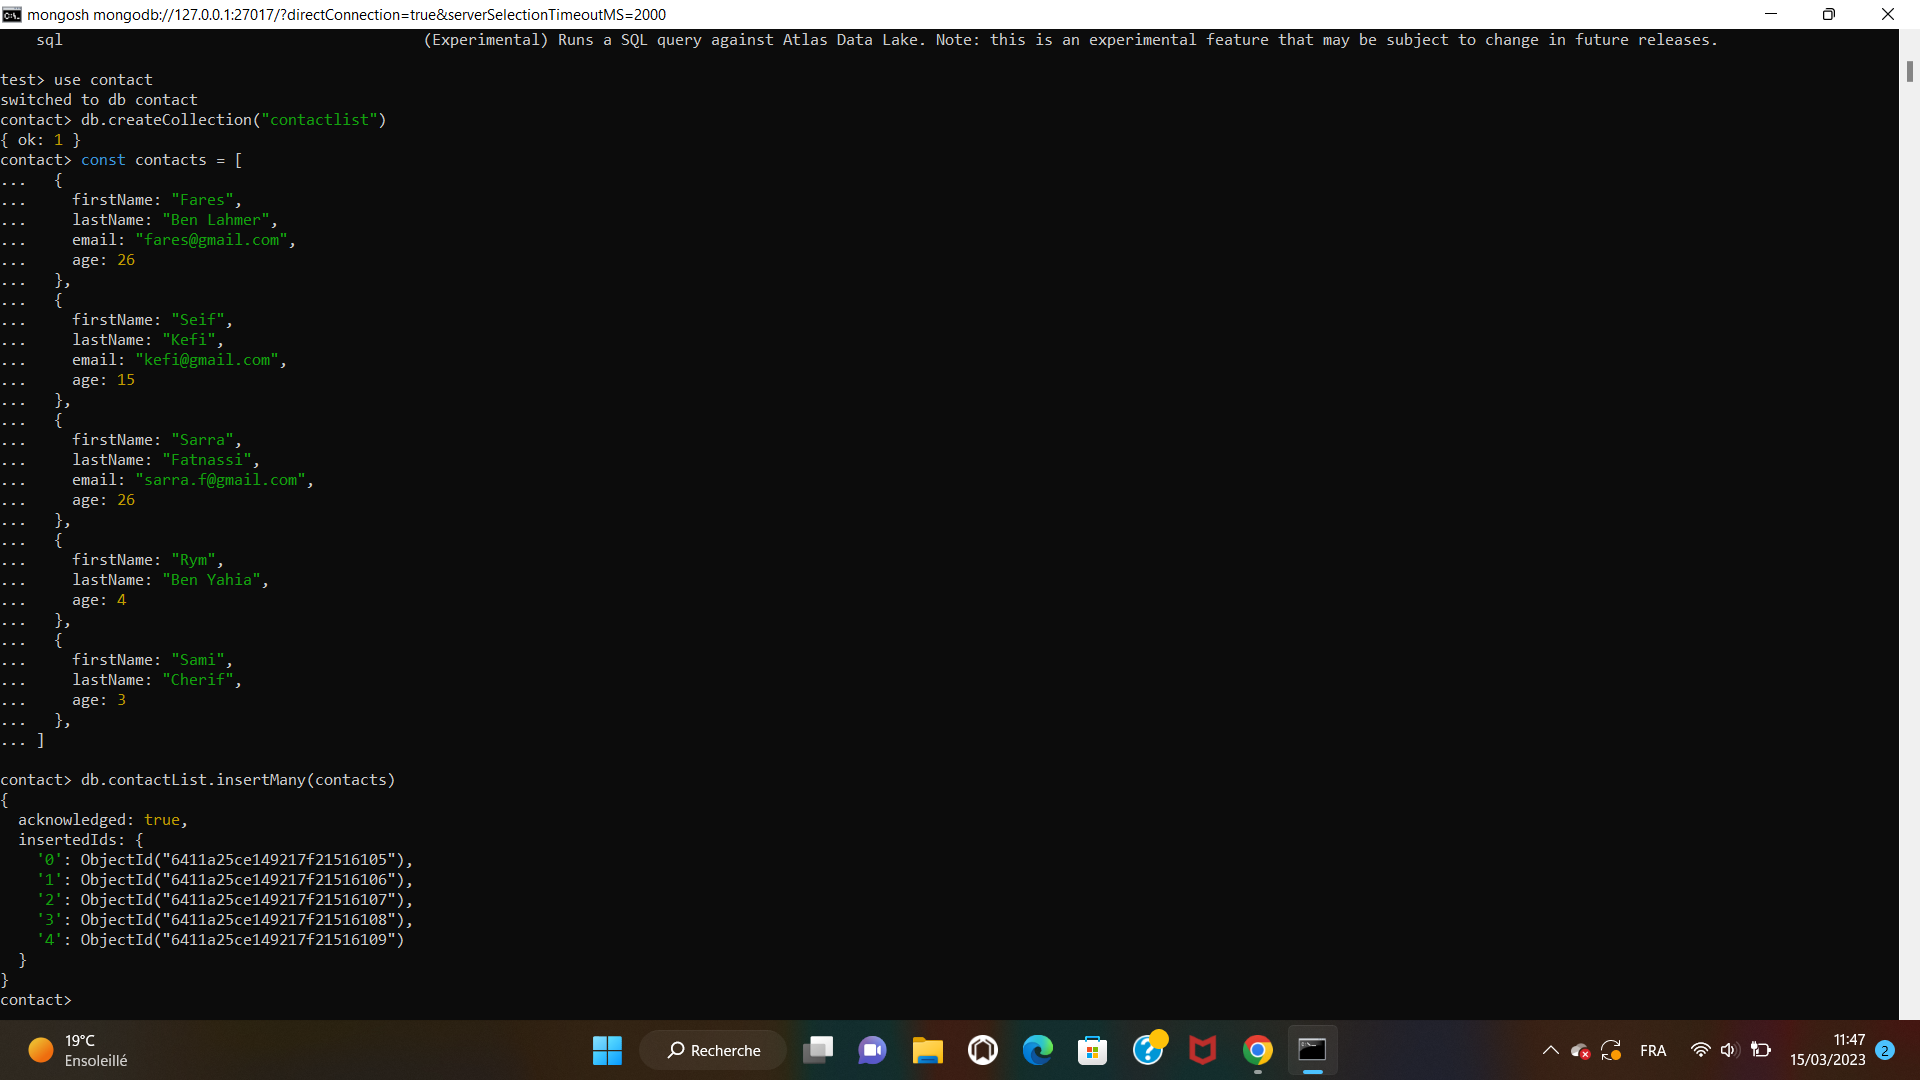 mongosh mongodb://127.0.0.1:27017/?directConnection=true&serverSelectionTimeoutMS=2000
    sql                                        (Experimental) Runs a SQL query against Atlas Data Lake. Note: this is an experimental feature that may be subject to change in future releases.
test> use contact
switched to db contact
contact> db.createCollection("contactlist")
{ ok: 1 }
contact> const contacts = [
...   {
...     firstName: "Fares",
...     lastName: "Ben Lahmer",
...     email: "fares@gmail.com",
...     age: 26
...   },
...   {
...     firstName: "Seif",
...     lastName: "Kefi",
...     email: "kefi@gmail.com",
...     age: 15
...   },
...   {
...     firstName: "Sarra",
...     lastName: "Fatnassi",
...     email: "sarra.f@gmail.com",
...     age: 26
...   },
...   {
...     firstName: "Rym",
...     lastName: "Ben Yahia",
...     age: 4
...   },
...   {
...     firstName: "Sami",
...     lastName: "Cherif",
...     age: 3
...   },
... ]
contact> db.contactList.insertMany(contacts)
{
  acknowledged: true,
  insertedIds: {
    '0': ObjectId("6411a25ce149217f21516105"),
    '1': ObjectId("6411a25ce149217f21516106"),
    '2': ObjectId("6411a25ce149217f21516107"),
    '3': ObjectId("6411a25ce149217f21516108"),
    '4': ObjectId("6411a25ce149217f21516109")
  }
}
contact>
19°C
Ensoleillé
Recherche
FRA
11:47
15/03/2023
2